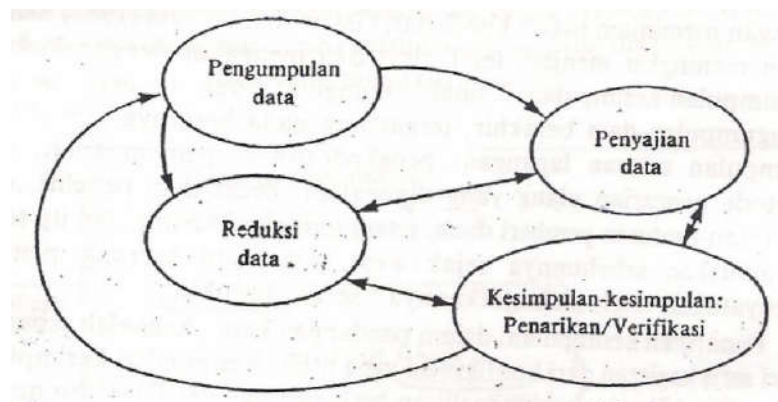 Pengumpulan
data
Penyajian
data
Reduksi
data
Kesimpulan-kesimpulan:
Penarikan/Verifikasi